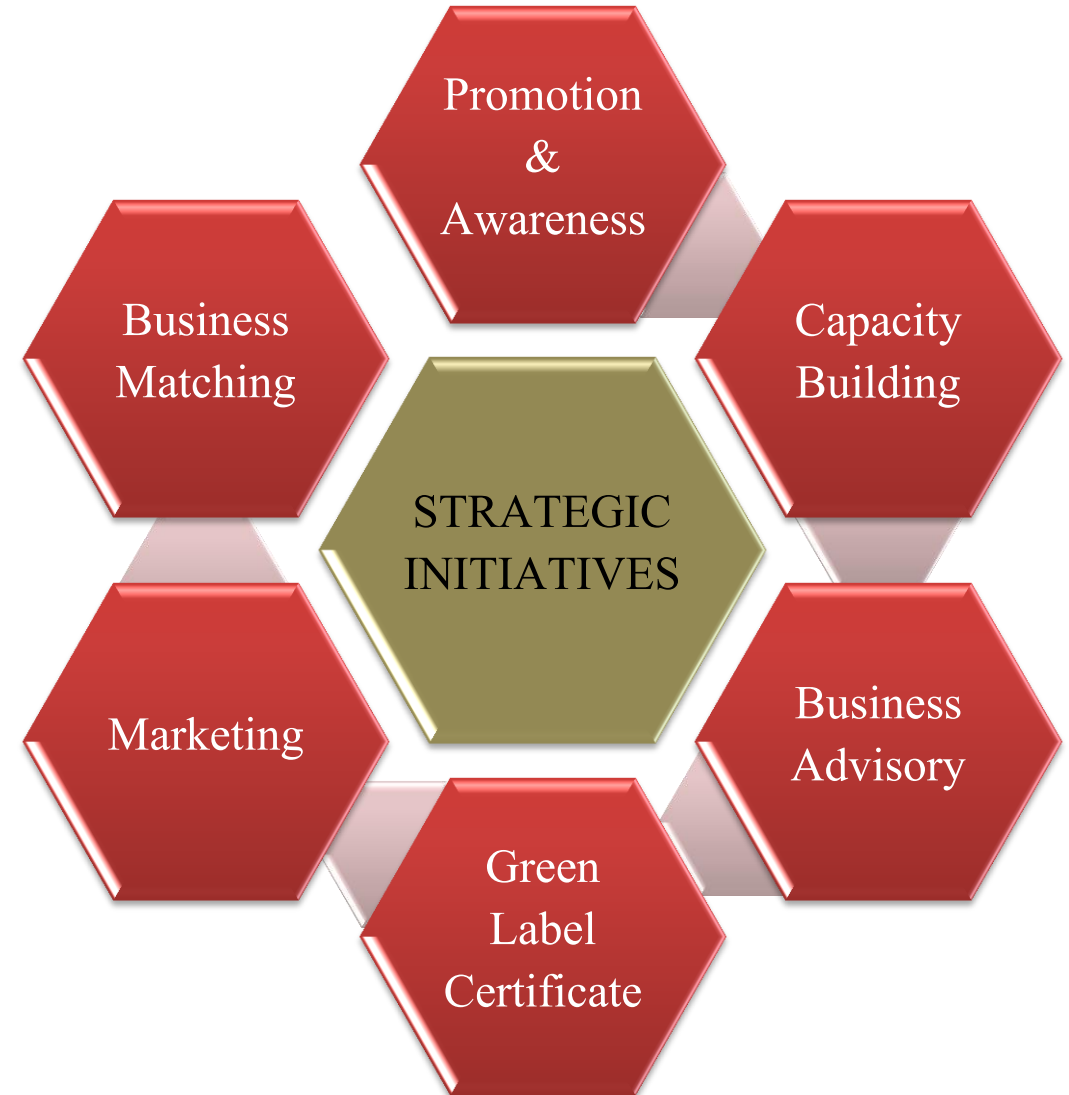 Promotion
&
Awareness
Capacity
Building
Business
Advisory
Green
Label
Certificate
Marketing
Business
Matching
STRATEGIC
INITIATIVES